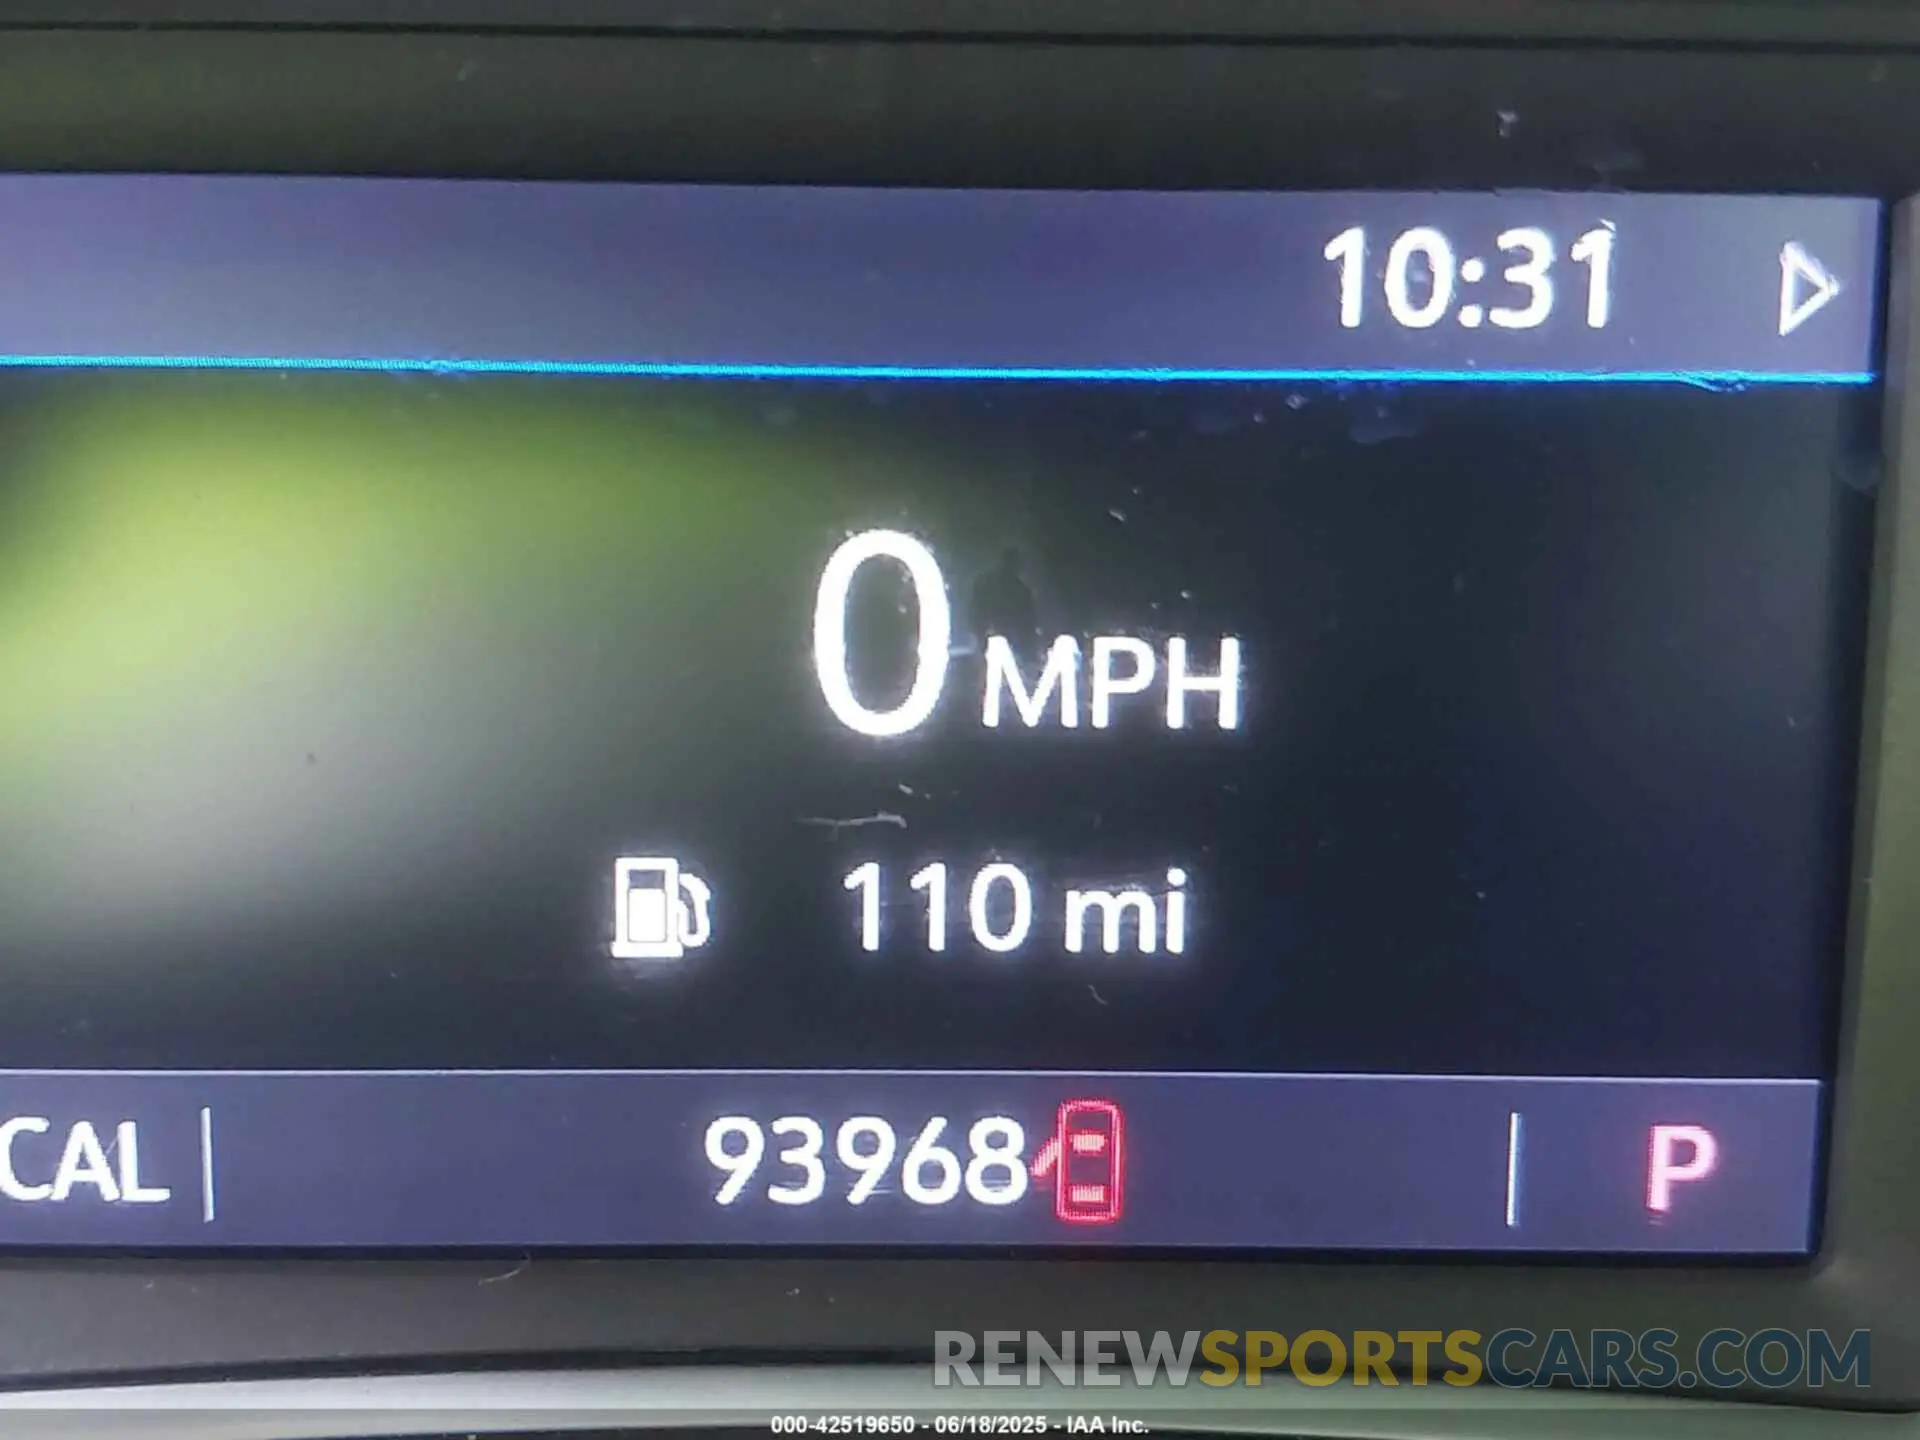 10:31
0 MPH
110 mi
CAL
93968
P
RENEWSPORTSCARS.COM
000-42519650 - 06/18/2025 - IAA Inc.